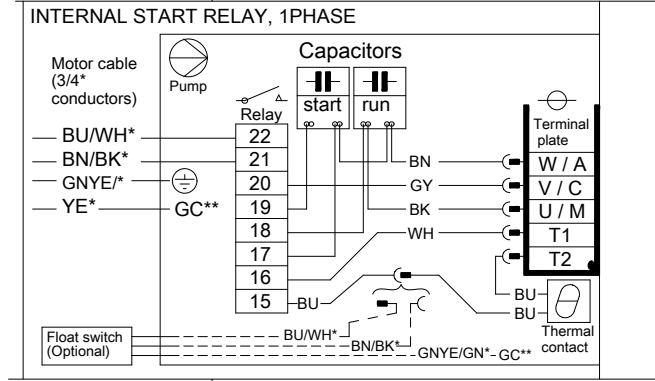 INTERNAL START RELAY, 1PHASE
Motor cable
(3/4*
conductors)
Pump
Capacitors
start
run
Relay
Terminal
plate
BU/WH*
BN/BK*
GNYE/*
YE*
GC**
22
21
20
19
18
17
16
15
BN
GY
BK
WH
W / A
V / C
U / M
T1
T2
BU
BU
BU
Thermal
contact
Float switch
(Optional)
BU/WH*
BN/BK*
GNYE/GN*
GC**